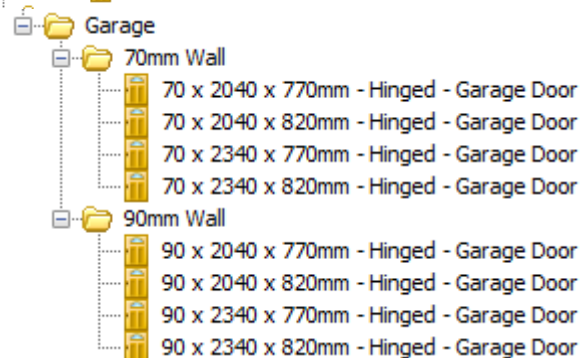 Garage
70mm Wall
70 x 2040 x 770mm - Hinged - Garage Door
70 x 2040 x 820mm - Hinged - Garage Door
70 x 2340 x 770mm - Hinged - Garage Door
70 x 2340 x 820mm - Hinged - Garage Door
90mm Wall
90 x 2040 x 770mm - Hinged - Garage Door
90 x 2040 x 820mm - Hinged - Garage Door
90 x 2340 x 770mm - Hinged - Garage Door
90 x 2340 x 820mm - Hinged - Garage Door